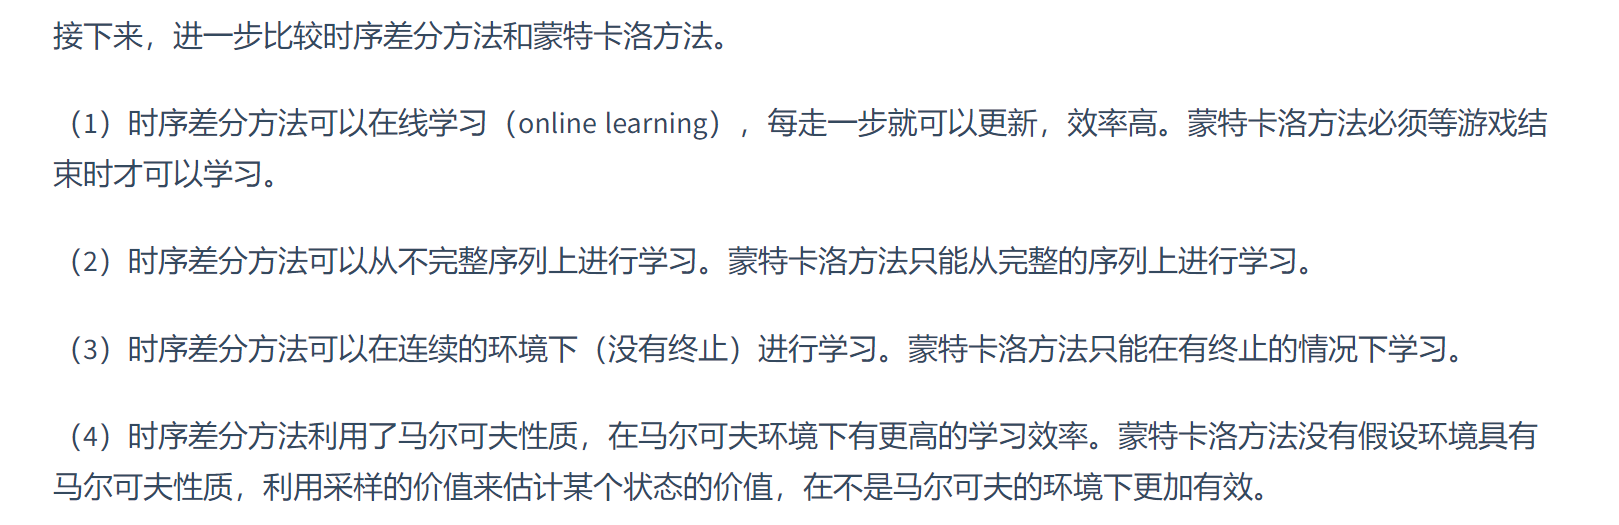 接下来，进一步比较时序差分方法和蒙特卡洛方法。
（1）时序差分方法可以在线学习（online learning），每走一步就可以更新，效率高。蒙特卡洛方法必须等游戏结
束时才可以学习。
（2）时序差分方法可以从不完整序列上进行学习。蒙特卡洛方法只能从完整的序列上进行学习。
（3）时序差分方法可以在连续的环境下（没有终止）进行学习。蒙特卡洛方法只能在有终止的情况下学习。
（4）时序差分方法利用了马尔可夫性质，在马尔可夫环境下有更高的学习效率。蒙特卡洛方法没有假设环境具有
马尔可夫性质，利用采样的价值来估计某个状态的价值，在不是马尔可夫的环境下更加有效。